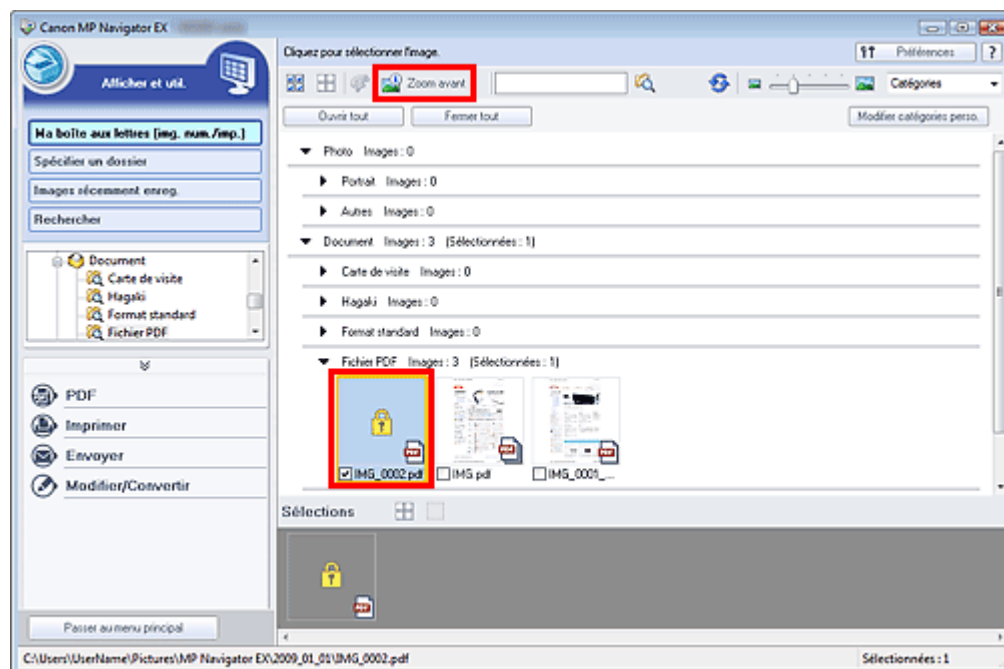 Canon MP Navigator EX
Cliquez pour sélectionner l'image.
Préférences
?
Afficher et util.
Zoom avant
Catégories
Ouvrir tout
Fermer tout
Modifier catégories perso.
Ma boîte aux lettres (img. num./imp.)
Spécifier un dossier
Images récemment enreg.
Rechercher
Document
Carte de visite
Hagaki
Format standard
Fichier PDF
PDF
Imprimer
Envoyer
Modifier/Convertir
Passer au menu principal
Photo Images : 0
Portrait Images : 0
Autres Images : 0
Document Images : 3 (Sélectionnées : 1)
Carte de visite Images : 0
Hagaki Images : 0
Format standard Images : 0
Fichier PDF Images : 3 (Sélectionnées : 1)
IMG_0002.pdf
IMG.pdf
IMG_0001_...
Sélections
C:\Users\UserName\Pictures\MP Navigator EX\2009_01_01\IMG_0002.pdf
Sélectionnées : 1